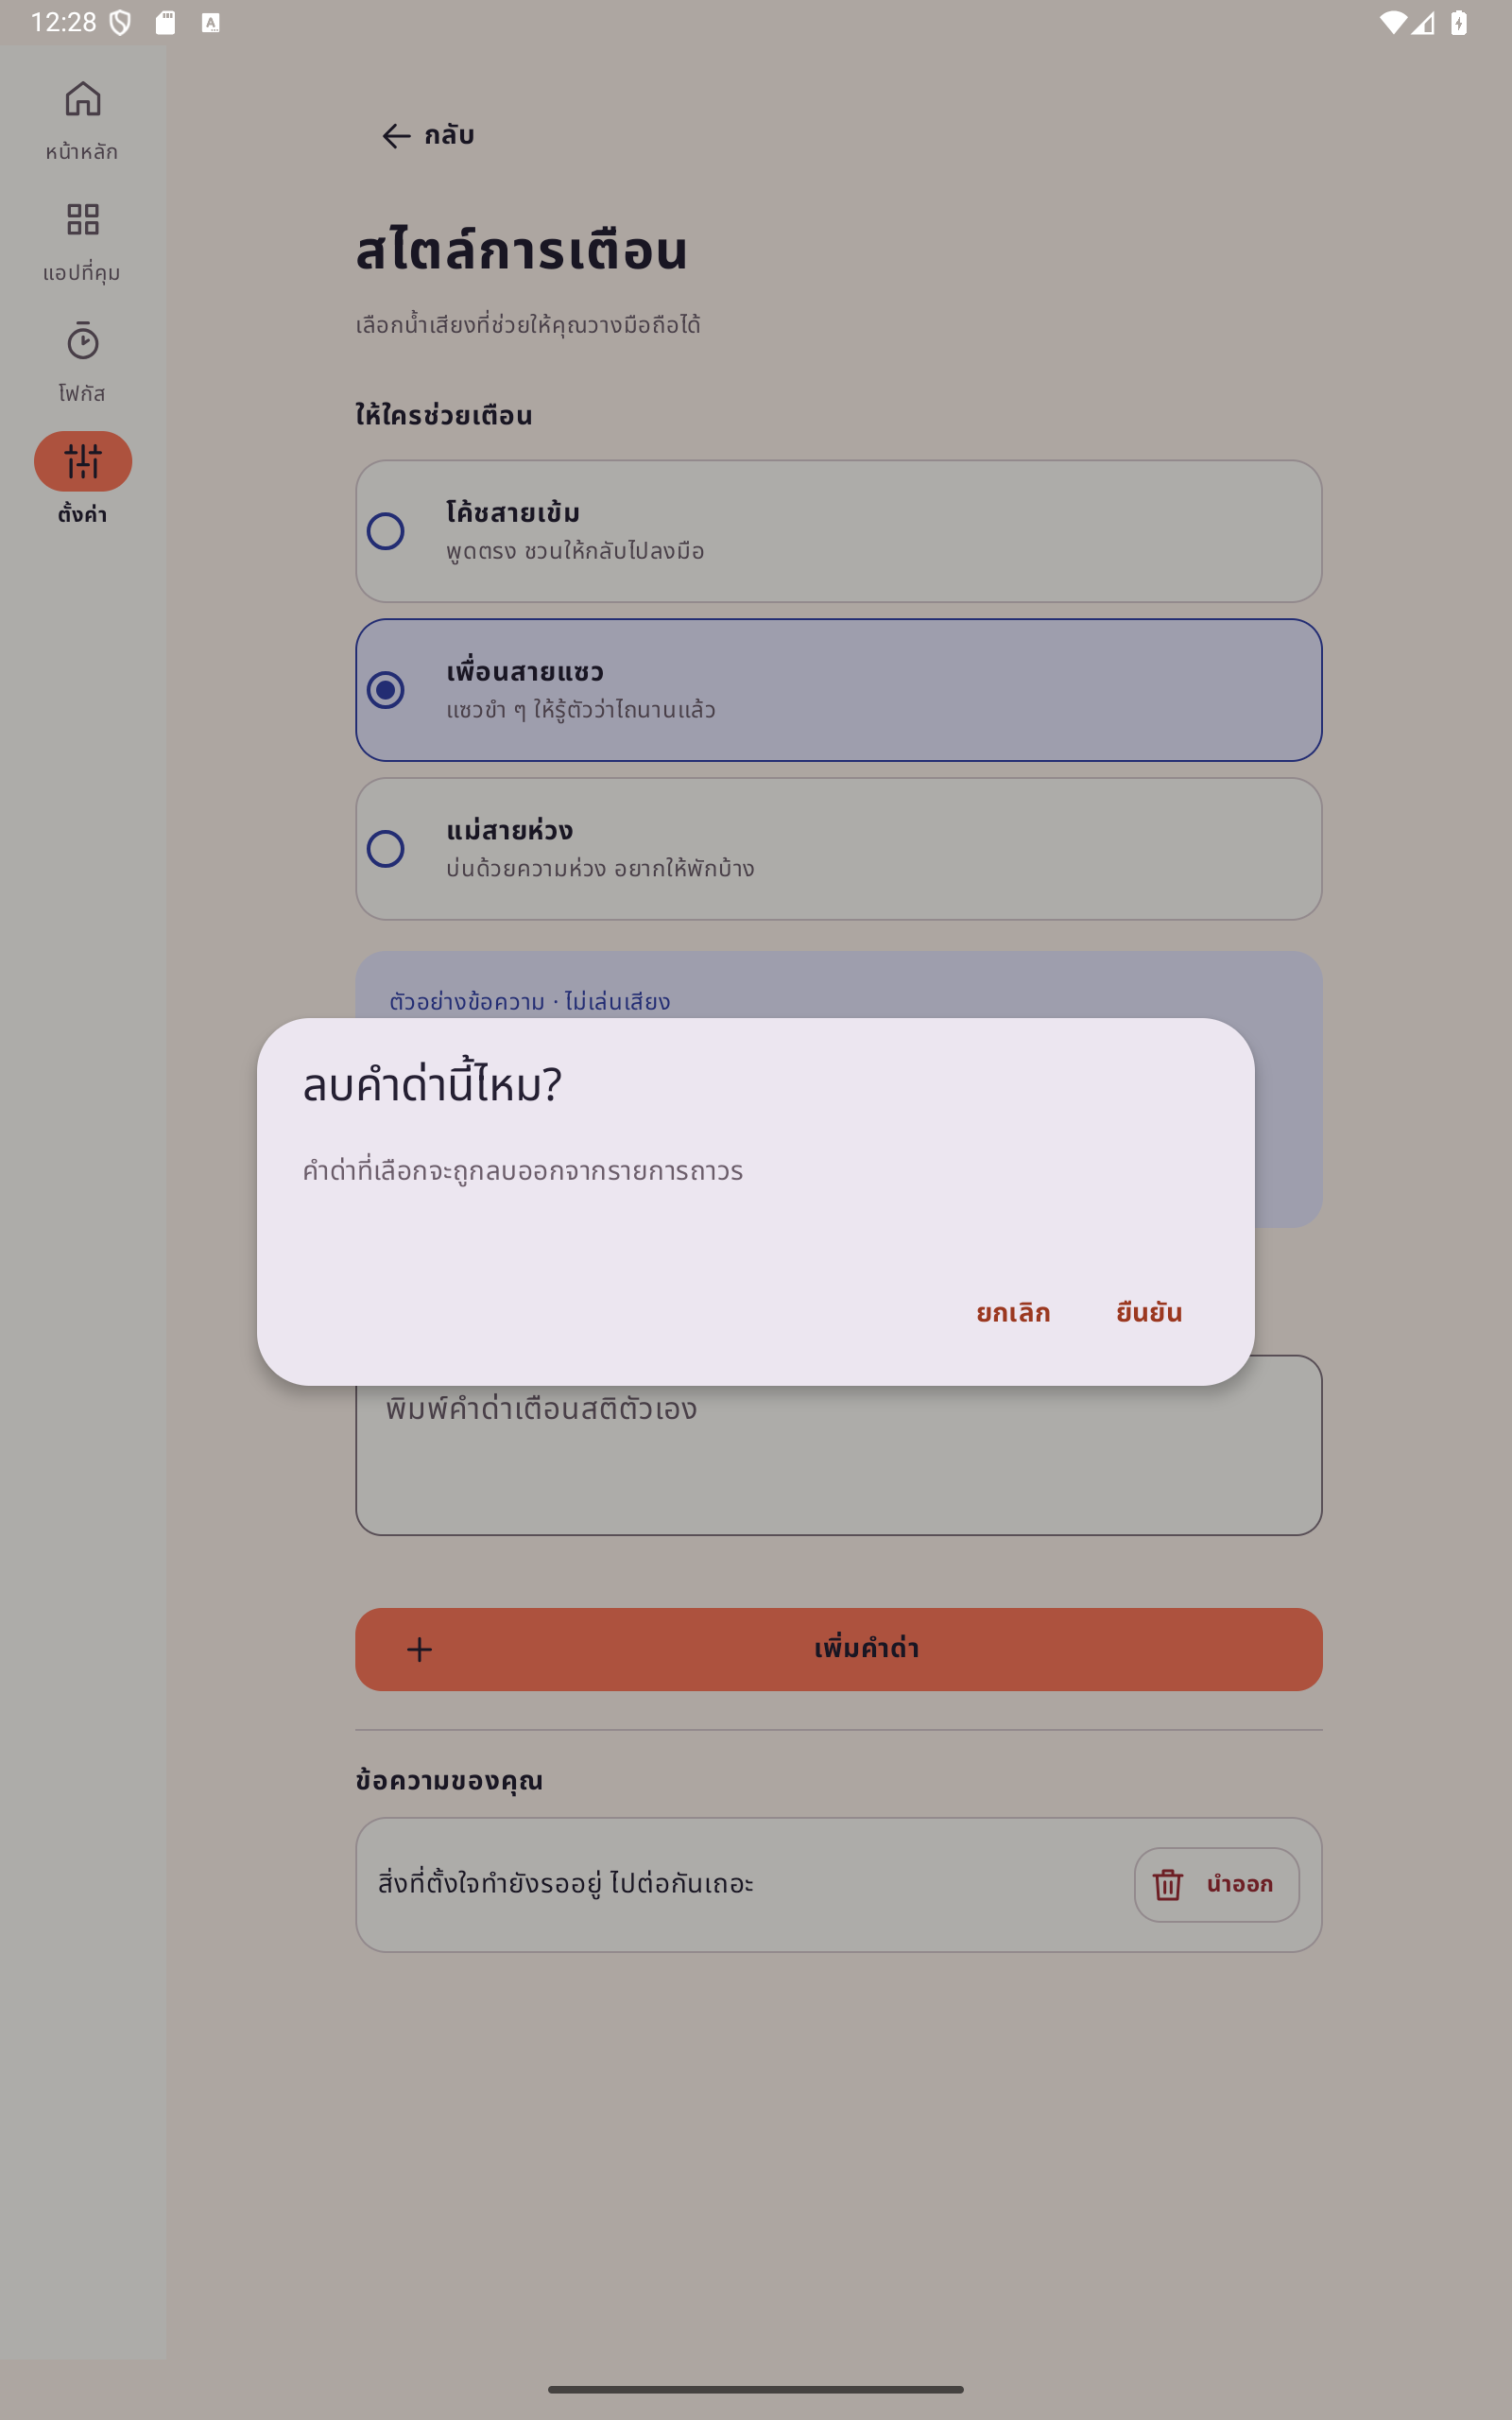 12:28
หน้าหลัก
แอปที่คุม
โฟกัส
ตั้งค่า
กลับ
สไตล์การเตือน
เลือกน้ำเสียงที่ช่วยให้คุณวางมือถือได้
ให้ใครช่วยเตือน
โค้ชสายเข้ม
พูดตรง ชวนให้กลับไปลงมือ
เพื่อนสายแซว
แซวขำ ๆ ให้รู้ตัวว่าไถนานแล้ว
แม่สายห่วง
บ่นด้วยความห่วง อยากให้พักบ้าง
ตัวอย่างข้อความ · ไม่เล่นเสียง
ลบคำด่านี้ไหม?
คำด่าที่เลือกจะถูกลบออกจากรายการถาวร
ยกเลิก ยืนยัน
พิมพ์คำด่าเตือนสติตัวเอง
เพิ่มคำด่า
ข้อความของคุณ
สิ่งที่ตั้งใจทำยังรออยู่ ไปต่อกันเถอะ
นำออก